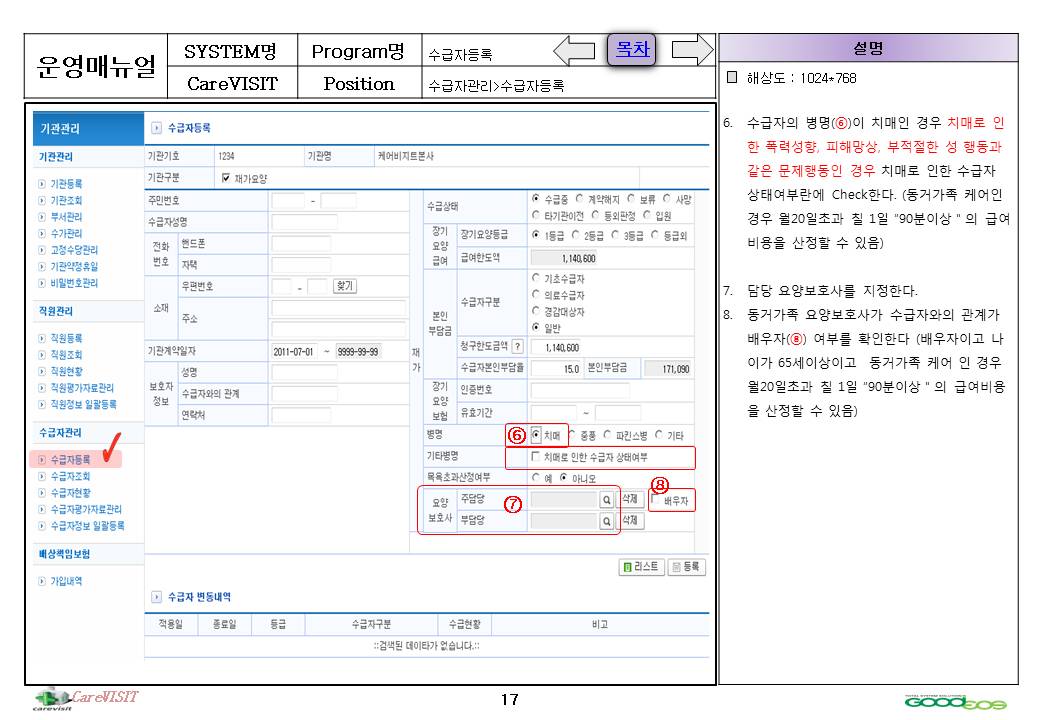 운영매뉴얼
SYSTEM명
Program명
수급자등록
목차
CareVISIT
Position
수급자관리>수급자등록
설명
해상도 : 1024*768
6. 수급자의 병명(⑥)이 치매인 경우 치매로 인
한 폭력성향, 피해망상, 부적절한 성 행동과
같은 문제행동인 경우 치매로 인한 수급자
상태여부란에 Check한다. (동거가족 케어인
경우 월20일초과 칠 1일 "90분이상 " 의 급여
비용을 산정할 수 있음)
7. 담당 요양보호사를 지정한다.
8. 동거가족 요양보호사가 수급자와의 관계가
배우자(⑧) 여부를 확인한다 (배우자이고 나
이가 65세이상이고 동거가족 케어 인 경우
월20일초과 칠 1일 "90분이상 " 의 급여비용
을 산정할 수 있음)
기관관리
기관관리
기관등록
기관조회
부서관리
수가관리
고정수당관리
기관약정휴일
비밀번호관리
직원관리
직원등록
직원조회
직원현황
직원평가자료관리
직원정보 일괄등록
수급자관리
수급자등록
수급자조회
수급자현황
수급자평가자료관리
수급자정보 일괄등록
배상책임보험
가입내역
수급자등록
기관기호 1234 기관명 케어비지트본사
기관구분 재가요양
주민번호 -
수급자성명
전화
번호
핸드폰
자택
소재
우편번호 - 찾기
주소
기관계약일자 2011-07-01 ~ 9999-99-99
보호자
정보
성명
수급자와의 관계
연락처
재
가
수급상태
수급중 계약해지 보류 사망
타기관이전 등외판정 입원
장기
요양
급여
장기요양등급 1등급 2등급 3등급 등급외
급여한도액 1,140,600
본인
부담금
수급자구분
기초수급자
의료수급자
경감대상자
일반
청구한도금액 ? 1,140,600
수급자본인부담율 15.0 본인부담금 171,090
장기
요양
보험
인증번호
유효기간 ~
병명 ⑥ 치매 중풍 파킨스병 기타
기타병명 치매로 인한 수급자 상태여부
목욕초과산정여부 예 아니오
요양
보호사
주담당 ⑦ 삭제 ⑧ 배우자
부담당 삭제
리스트 등록
수급자 변동내역
적용일 종료일 등급 수급자구분 수급현황 비고
::검색된 데이타가 없습니다.::
CareVISIT
carevisit
17
TOTAL SYSTEM SOLUTIONS
GOODEOS